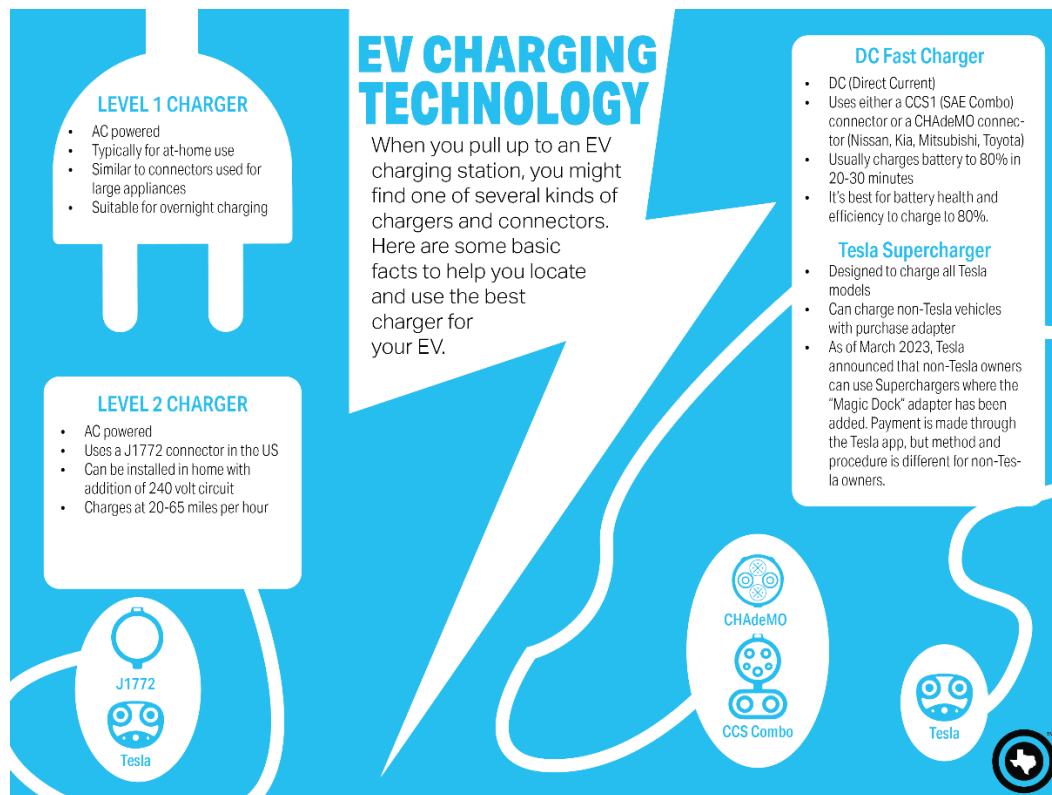 EV CHARGING
TECHNOLOGY
When you pull up to an EV
charging station, you might
find one of several kinds of
chargers and connectors.
Here are some basic
facts to help you locate
and use the best
charger for
your EV.
LEVEL 1 CHARGER
• AC powered
• Typically for at-home use
• Similar to connectors used for
large appliances
• Suitable for overnight charging
LEVEL 2 CHARGER
• AC powered
• Uses a J1772 connector in the US
• Can be installed in home with
addition of 240 volt circuit
• Charges at 20-65 miles per hour
J1772
Tesla
DC Fast Charger
• DC (Direct Current)
• Uses either a CCS1 (SAE Combo)
connector or a CHAdeMO connec-
tor (Nissan, Kia, Mitsubishi, Toyota)
• Usually charges battery to 80% in
20-30 minutes
• It's best for battery health and
efficiency to charge to 80%.
Tesla Supercharger
• Designed to charge all Tesla
models
• Can charge non-Tesla vehicles
with purchase adapter
• As of March 2023, Tesla
announced that non-Tesla owners
can use Superchargers where the
“Magic Dock“ adapter has been
added. Payment is made through
the Tesla app, but method and
procedure is different for non-Tes-
la owners.
CHAdeMO
CCS Combo
Tesla